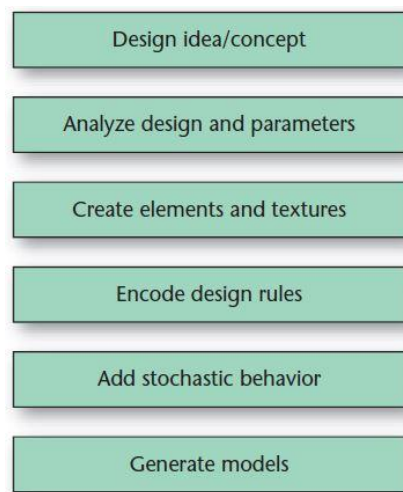 Design idea/concept
Analyze design and parameters
Create elements and textures
Encode design rules
Add stochastic behavior
Generate models